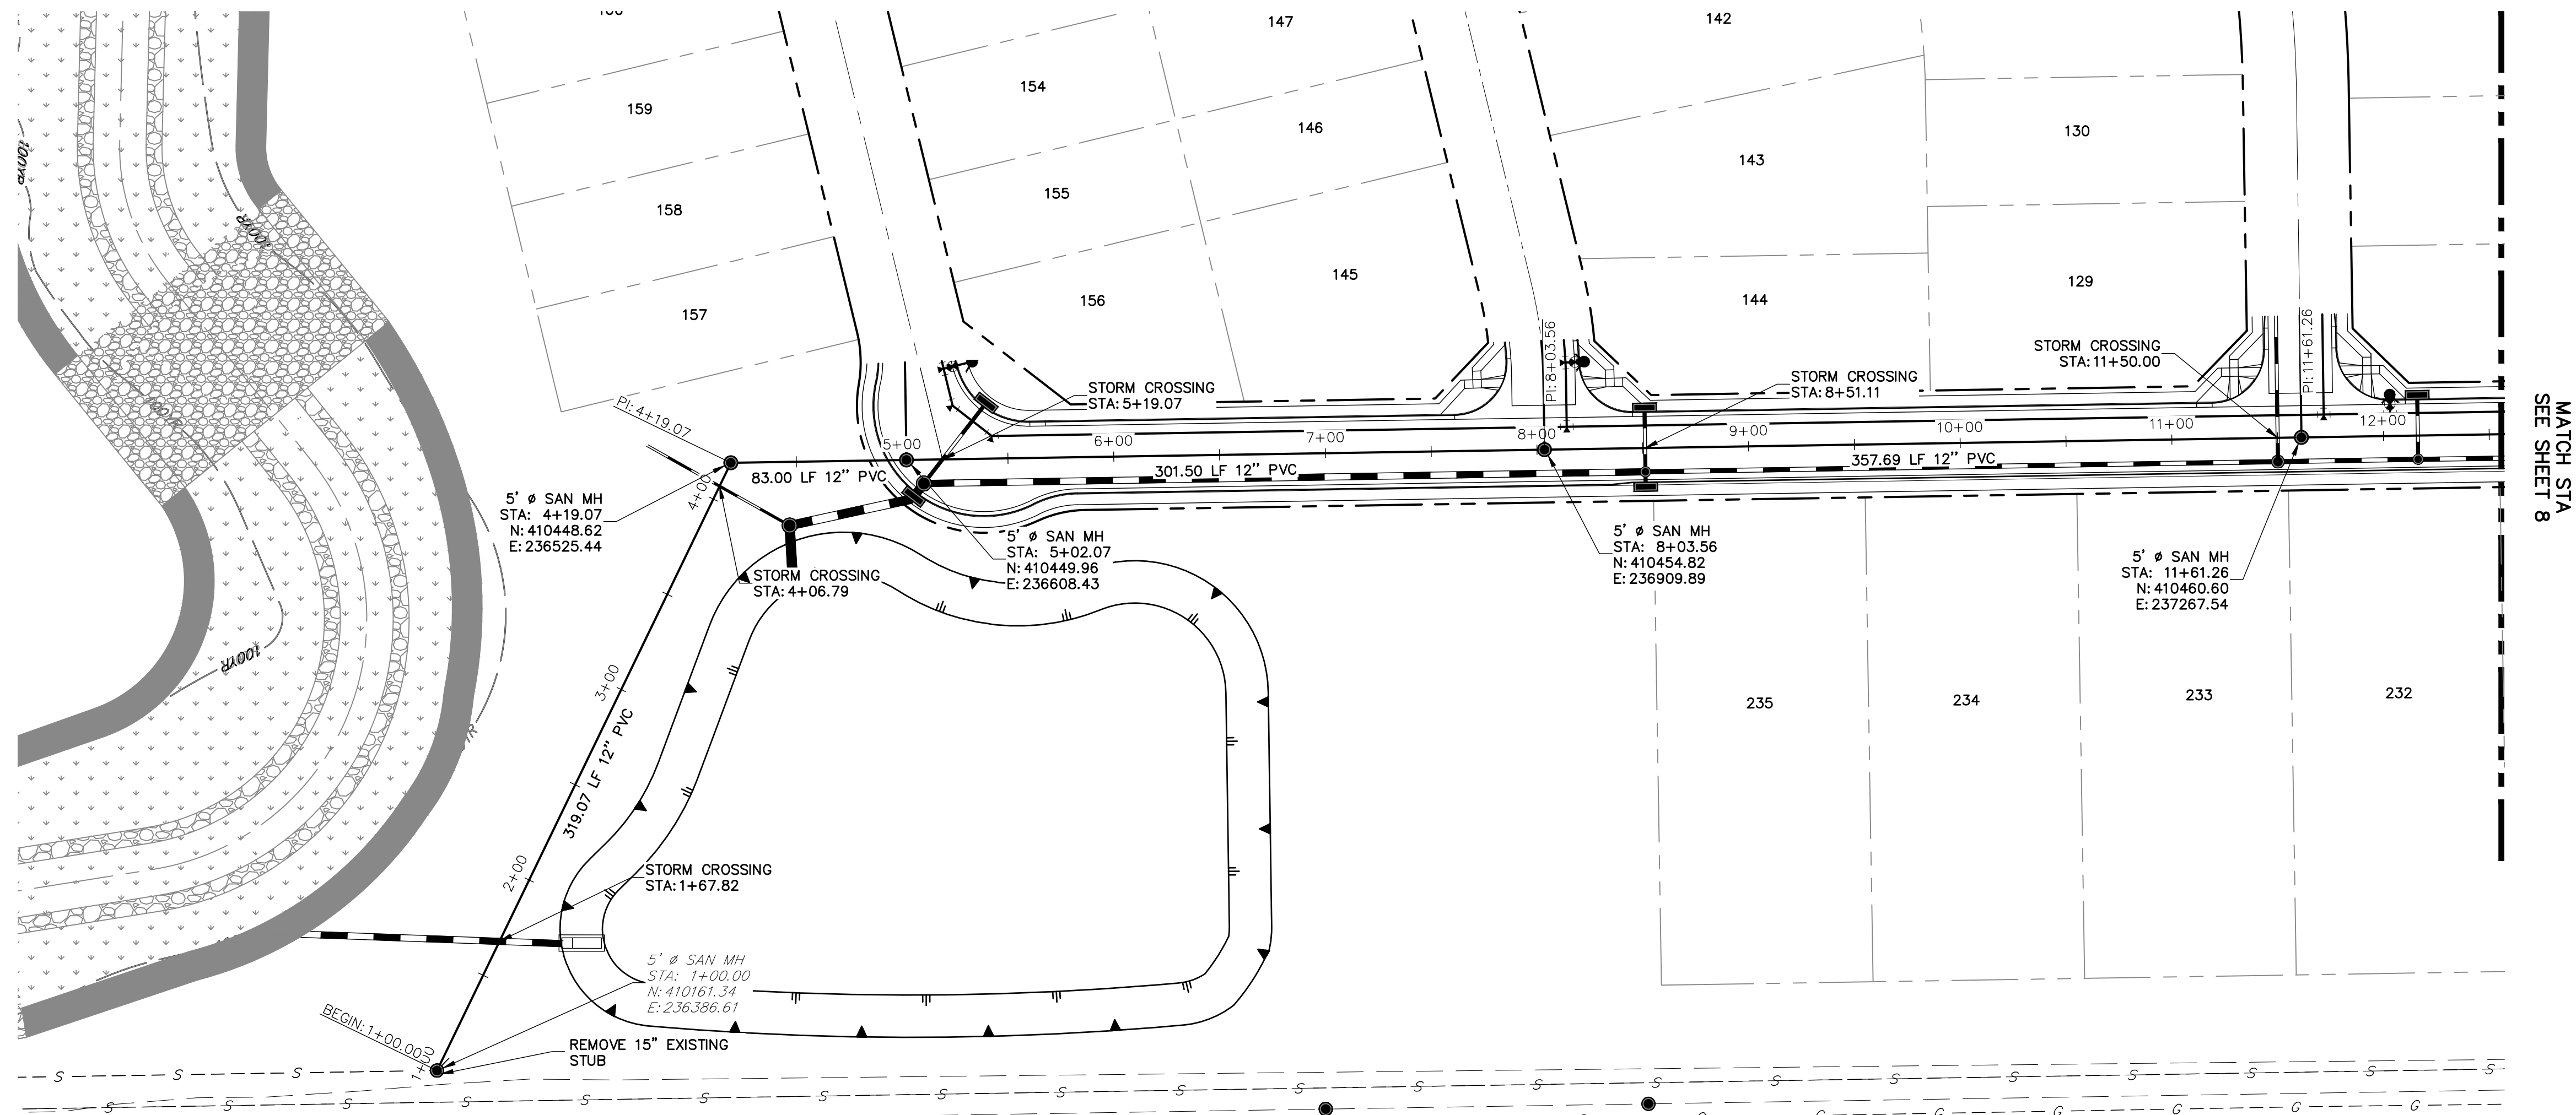 147
142
154
159
146
130
143
155
158
145
129
156
144
157
100YR
100YR
100YR
100YR
STORM CROSSING
STA: 11+50.00
PI: 8+03.56
PI: 11+61.26
STORM CROSSING
STA: 5+19.07
STORM CROSSING
STA: 8+51.11
PI: 4+19.07
MATCH STA
SEE SHEET 8
4+00
5+00
6+00
7+00
8+00
9+00
10+00
11+00
12+00
83.00 LF 12" PVC
301.50 LF 12" PVC
357.69 LF 12" PVC
5' ø SAN MH
STA: 4+19.07
N: 410448.62
E: 236525.44
5' ø SAN MH
STA: 5+02.07
N: 410449.96
E: 236608.43
5' ø SAN MH
STA: 8+03.56
N: 410454.82
E: 236909.89
5' ø SAN MH
STA: 11+61.26
N: 410460.60
E: 237267.54
STORM CROSSING
STA: 4+06.79
3+00
319.07 LF 12" PVC
2+00
235
234
233
232
STORM CROSSING
STA: 1+67.82
5' ø SAN MH
STA: 1+00.00
N: 410161.34
E: 236386.61
BEGIN: 1+00.00
REMOVE 15" EXISTING
STUB
S S S S S S S S S S S S S S
S S S S S S S S S S
G G G G G G G